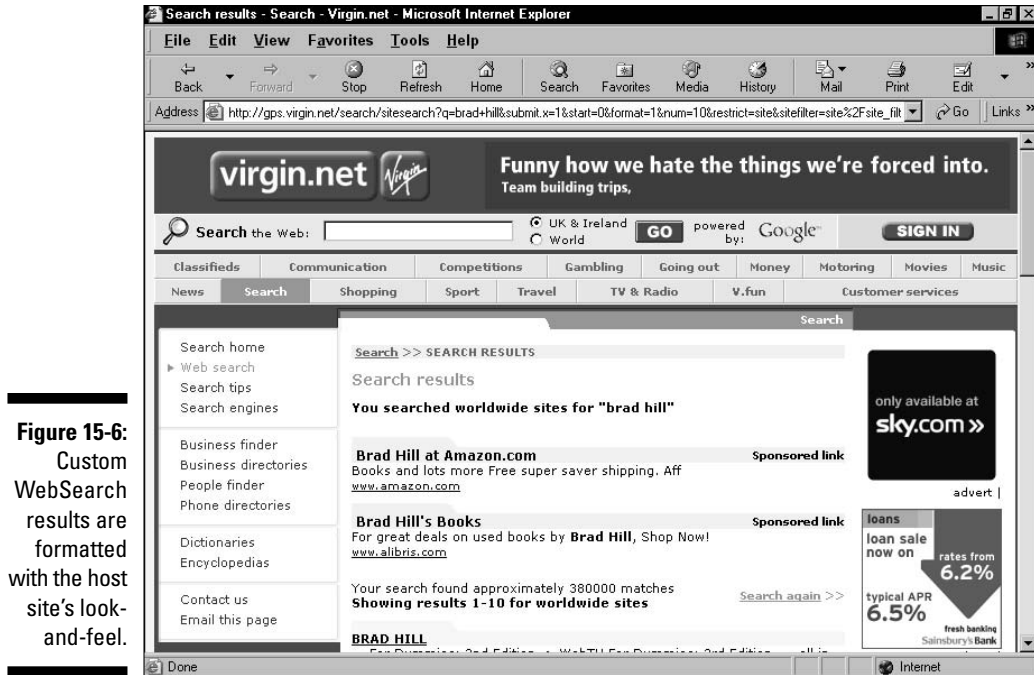 Search results - Search - Virgin.net - Microsoft Internet Explorer
File Edit View Favorites Tools Help
Back Forward Stop Refresh Home Search Favorites Media History Mail Print Edit
Address http://gps.virgin.net/search/sitesearch?q=brad+hill&submit.x=1&start=0&format=1&num=10&restrict=site&sitefilter=site%2Fsite_filt Go Links
virgin.net Virgin
Funny how we hate the things we're forced into.
Team building trips,
Search the Web: UK & Ireland World GO powered by: Google SIGN IN
Classifieds Communication Competitions Gambling Going out Money Motoring Movies Music
News Search Shopping Sport Travel TV & Radio V.fun Customer services
Search
Search home
Web search
Search tips
Search engines
Business finder
Business directories
People finder
Phone directories
Dictionaries
Encyclopedias
Contact us
Email this page
Search >> SEARCH RESULTS
Search results
You searched worldwide sites for "brad hill"
Brad Hill at Amazon.com Sponsored link
Books and lots more Free super saver shipping. Aff
www.amazon.com
Brad Hill's Books Sponsored link
For great deals on used books by Brad Hill, Shop Now!
www.alibris.com
Your search found approximately 380000 matches
Showing results 1-10 for worldwide sites Search again >>
BRAD HILL
only available at
sky.com »
advert |
loans
loan sale
now on
rates from
6.2%
typical APR
6.5%
fresh banking
Sainsbury's Bank
Done Internet
Figure 15-6:
Custom
WebSearch
results are
formatted
with the host
site's look-
and-feel.